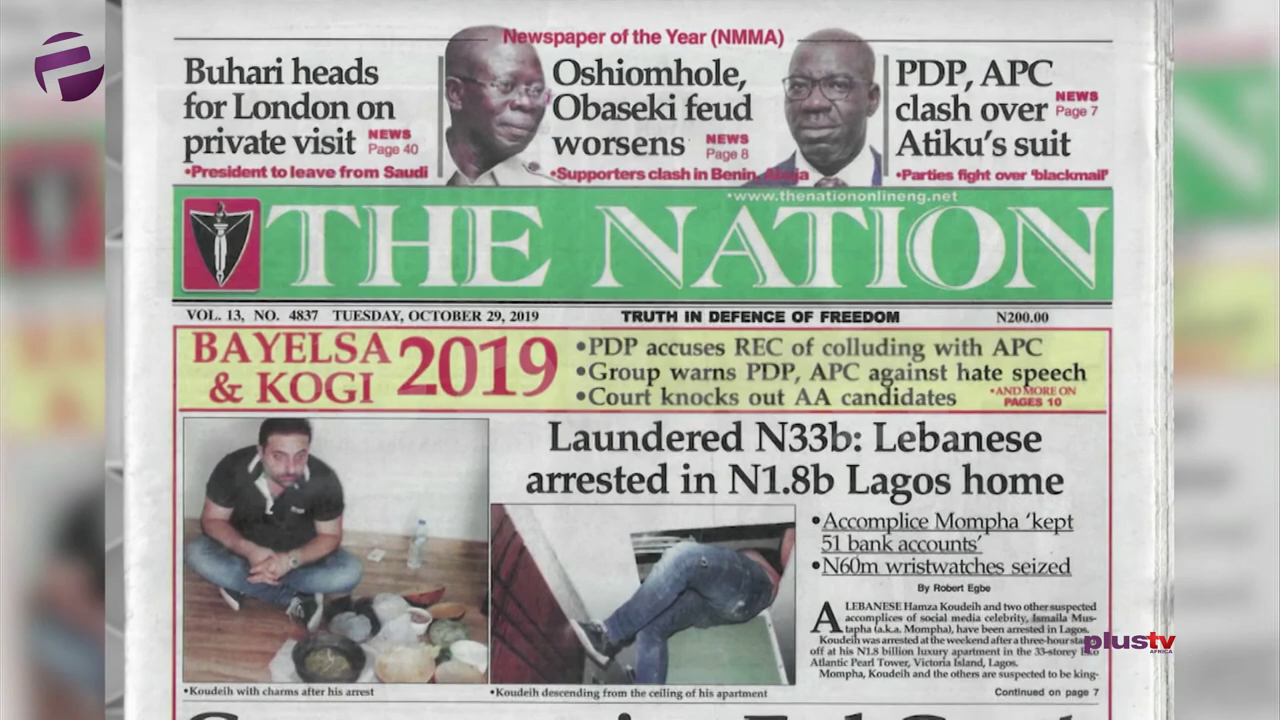 Newspaper of the Year (NMMA)
Buhari heads
for London on
private visit
NEWS
Page 40
•President to leave from Saudi
Oshiomhole,
Obaseki feud
worsens
NEWS
Page 8
•Supporters clash in Benin, Abuja
PDP, APC
clash over
Atiku's suit
NEWS
Page 7
•Parties fight over 'blackmail'
•www.thenationonlineng.net
THE NATION
VOL. 13, NO. 4837 TUESDAY, OCTOBER 29, 2019
TRUTH IN DEFENCE OF FREEDOM
N200.00
BAYELSA
& KOGI
2019
•PDP accuses REC of colluding with APC
•Group warns PDP, APC against hate speech
•Court knocks out AA candidates
•AND MORE ON
PAGES 10
Laundered N33b: Lebanese
arrested in N1.8b Lagos home
•Accomplice Mompha 'kept
51 bank accounts'
•N60m wristwatches seized
By Robert Egbe
A LEBANESE Hamza Koudeih and two other suspected
accomplices of social media celebrity, Ismaila Mus-
tapha (a.k.a. Mompha), have been arrested in Lagos.
Koudeih was arrested at the weekend after a three-hour
off at his N1.8 billion luxury apartment in the 33-storey
Atlantic Pearl Tower, Victoria Island, Lagos.
Mompha, Koudeih and the others are suspected to be king-
Continued on page 7
•Koudeih with charms after his arrest
•Koudeih descending from the ceiling of his apartment
plustv
AFRICA